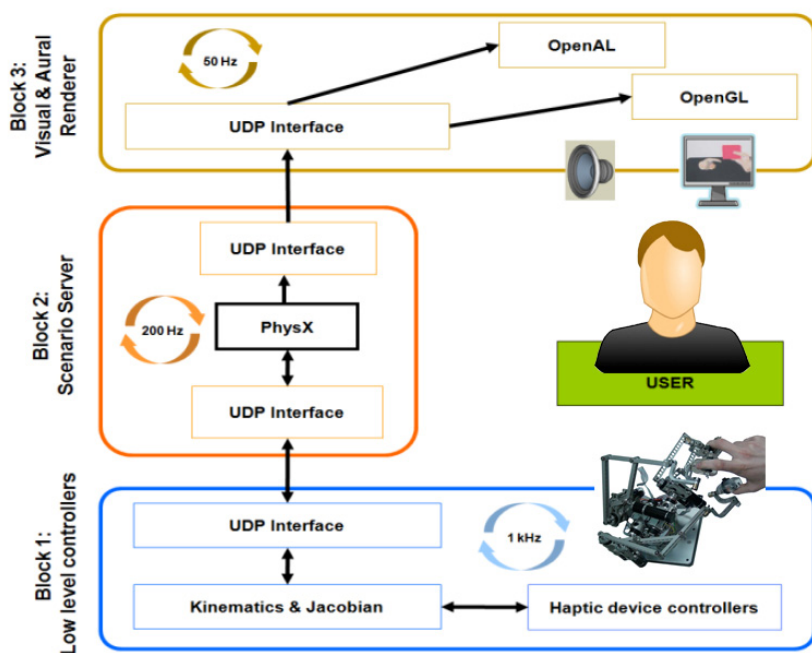 Block 3:
Visual & Aural
Renderer
50 Hz
OpenAL
OpenGL
UDP Interface
Block 2:
Scenario Server
UDP Interface
200 Hz
PhysX
UDP Interface
USER
Block 1:
Low level controllers
UDP Interface
1 kHz
Kinematics & Jacobian
Haptic device controllers